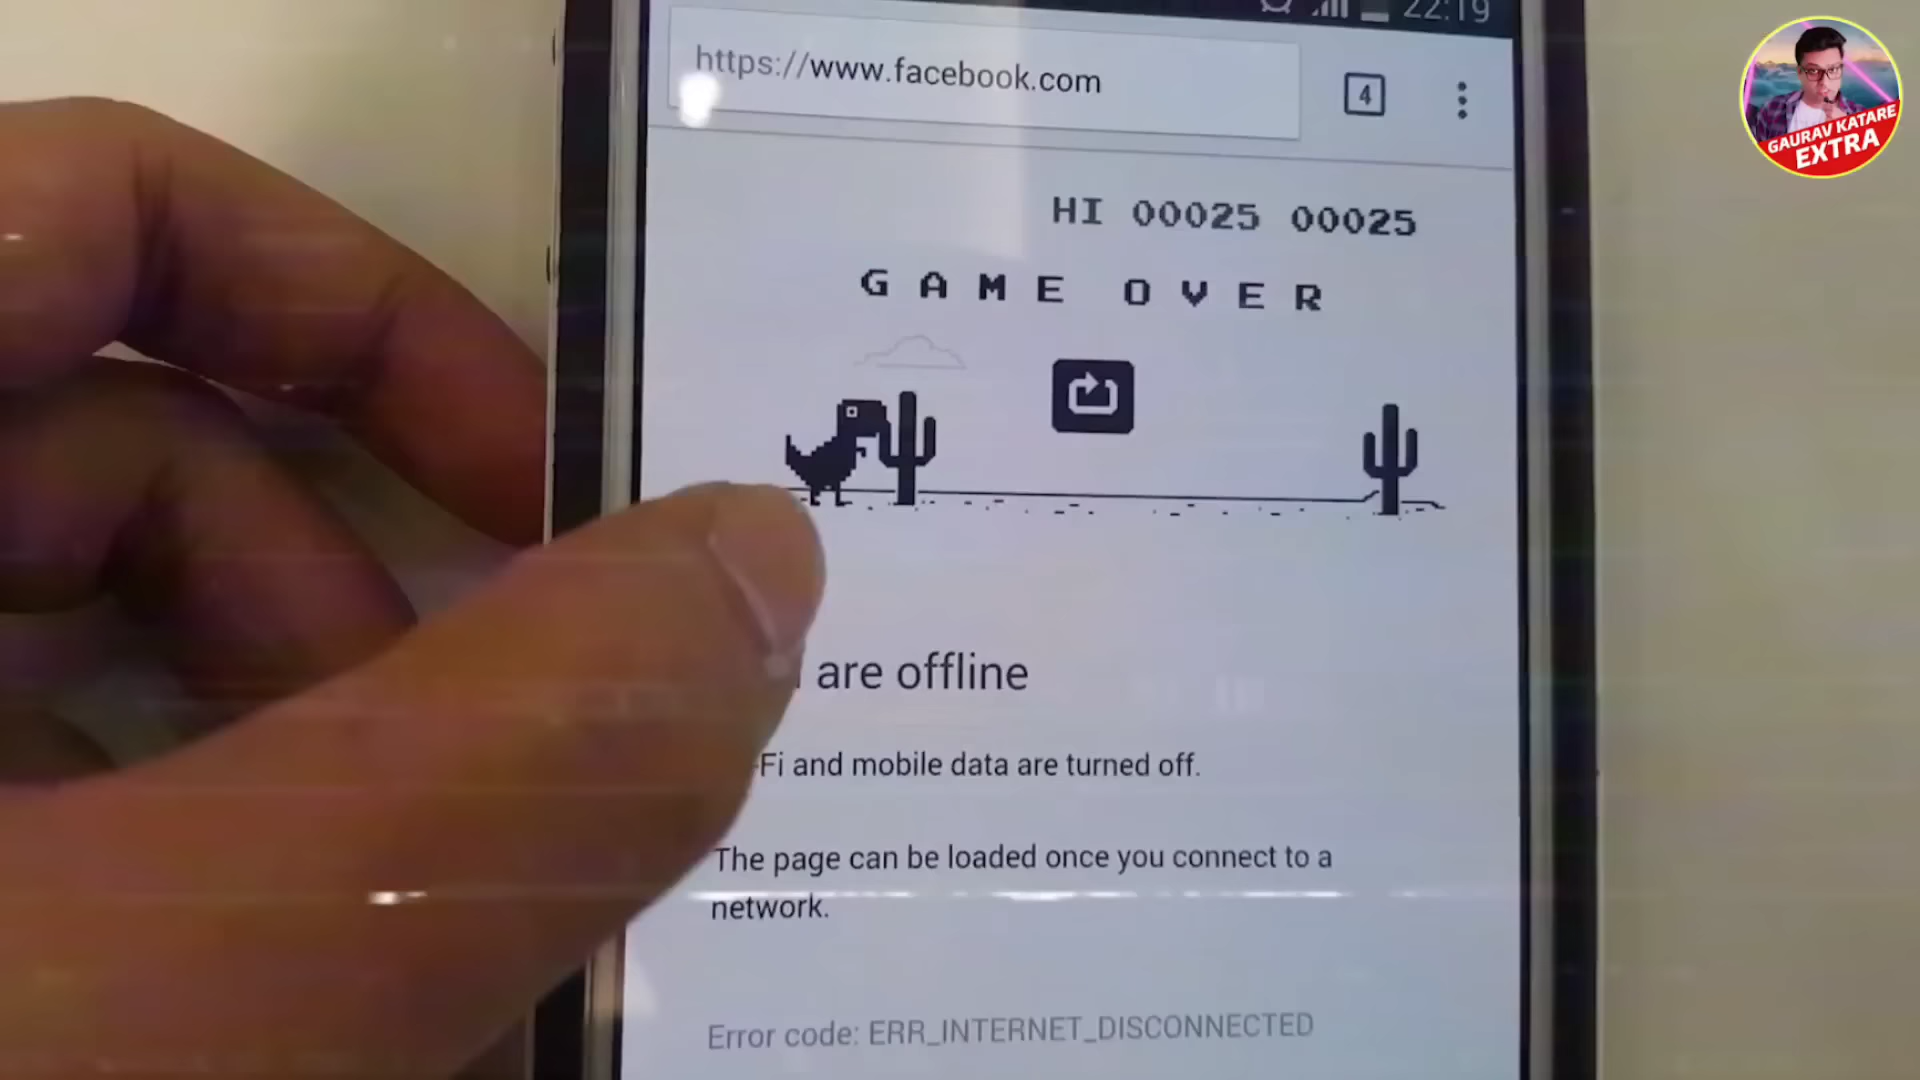 22:19
https://www.facebook.com
4
HI 00025 00025
GAME OVER
are offline
-Fi and mobile data are turned off.
The page can be loaded once you connect to a
network.
Error code: ERR_INTERNET_DISCONNECTED
GAURAV KATARE
EXTRA